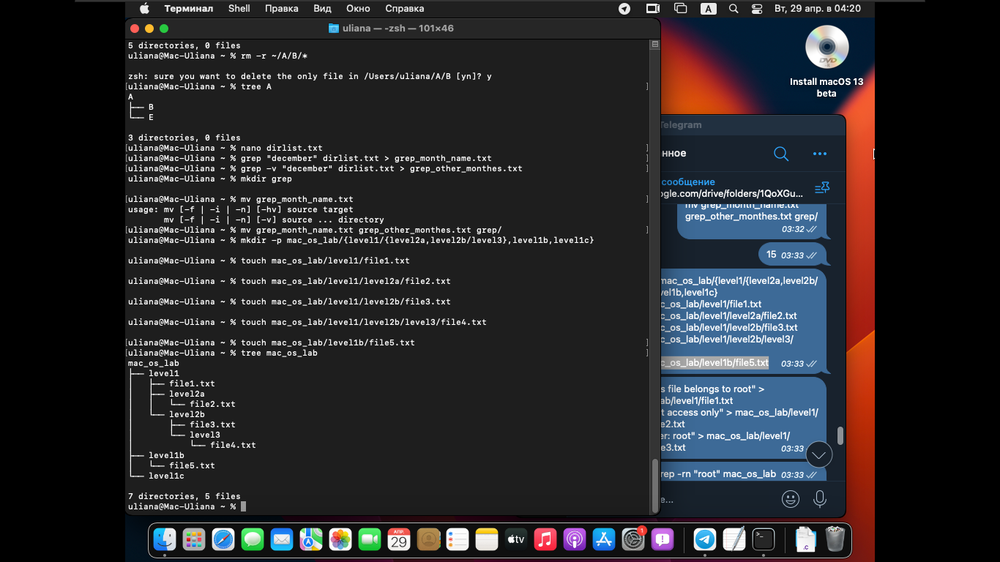 Терминал Shell Правка Вид Окно Справка A Вт, 29 апр. в 04:20
uliana — -zsh — 101×46
5 directories, 0 files
uliana@Mac-Uliana ~ % rm -r ~/A/B/*
zsh: sure you want to delete the only file in /Users/uliana/A/B [yn]? y
[uliana@Mac-Uliana ~ % tree A ]
A
├── B
└── E
3 directories, 0 files
[uliana@Mac-Uliana ~ % nano dirlist.txt ]
[uliana@Mac-Uliana ~ % grep "december" dirlist.txt > grep_month_name.txt ]
[uliana@Mac-Uliana ~ % grep -v "december" dirlist.txt > grep_other_monthes.txt ]
uliana@Mac-Uliana ~ % mkdir grep
[uliana@Mac-Uliana ~ % mv grep_month_name.txt ]
usage: mv [-f | -i | -n] [-hv] source target
mv [-f | -i | -n] [-v] source ... directory
[uliana@Mac-Uliana ~ % mv grep_month_name.txt grep_other_monthes.txt grep/ ]
uliana@Mac-Uliana ~ % mkdir -p mac_os_lab/{level1/{level2a,level2b/level3},level1b,level1c}
uliana@Mac-Uliana ~ % touch mac_os_lab/level1/file1.txt
uliana@Mac-Uliana ~ % touch mac_os_lab/level1/level2a/file2.txt
uliana@Mac-Uliana ~ % touch mac_os_lab/level1/level2b/file3.txt
uliana@Mac-Uliana ~ % touch mac_os_lab/level1/level2b/level3/file4.txt
[uliana@Mac-Uliana ~ % touch mac_os_lab/level1b/file5.txt ]
[uliana@Mac-Uliana ~ % tree mac_os_lab ]
mac_os_lab
├── level1
│   ├── file1.txt
│   ├── level2a
│   │   └── file2.txt
│   └── level2b
│       ├── file3.txt
│       └── level3
│           └── file4.txt
├── level1b
│   └── file5.txt
└── level1c
7 directories, 5 files
uliana@Mac-Uliana ~ %
DVD
Install macOS 13
beta
Telegram
нное
сообщение
ogle.com/drive/folders/1QoXGu...
mv grep_month_name.txt
grep_other_monthes.txt grep/
03:32
15 03:33
mac_os_lab/{level1/{level2a,level2b/
vel1b,level1c}
c_os_lab/level1/file1.txt
c_os_lab/level1/level2a/file2.txt
c_os_lab/level1/level2b/file3.txt
c_os_lab/level1/level2b/level3/
c_os_lab/level1b/file5.txt 03:33
s file belongs to root" >
ab/level1/file1.txt
t access only" > mac_os_lab/level1/
e2.txt
er: root" > mac_os_lab/level1/
e3.txt 03:33
rep -rn "root" mac_os_lab 03:33
е...
АПР.
29
tv
1
>_
.c